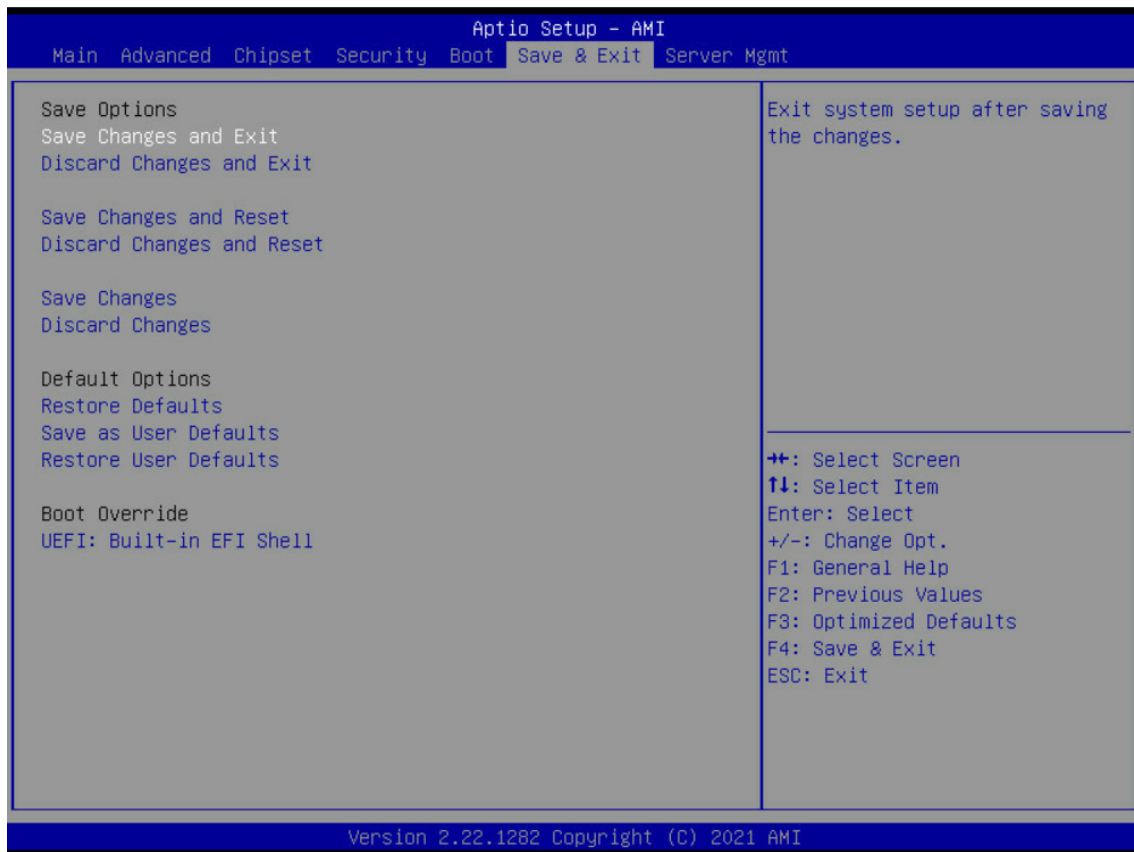 Aptio Setup – AMI
Main Advanced Chipset Security Boot Save & Exit Server Mgmt
Save Options
Save Changes and Exit
Discard Changes and Exit
Save Changes and Reset
Discard Changes and Reset
Save Changes
Discard Changes
Default Options
Restore Defaults
Save as User Defaults
Restore User Defaults
Boot Override
UEFI: Built-in EFI Shell
Exit system setup after saving
the changes.
→←: Select Screen
↑↓: Select Item
Enter: Select
+/-: Change Opt.
F1: General Help
F2: Previous Values
F3: Optimized Defaults
F4: Save & Exit
ESC: Exit
Version 2.22.1282 Copyright (C) 2021 AMI